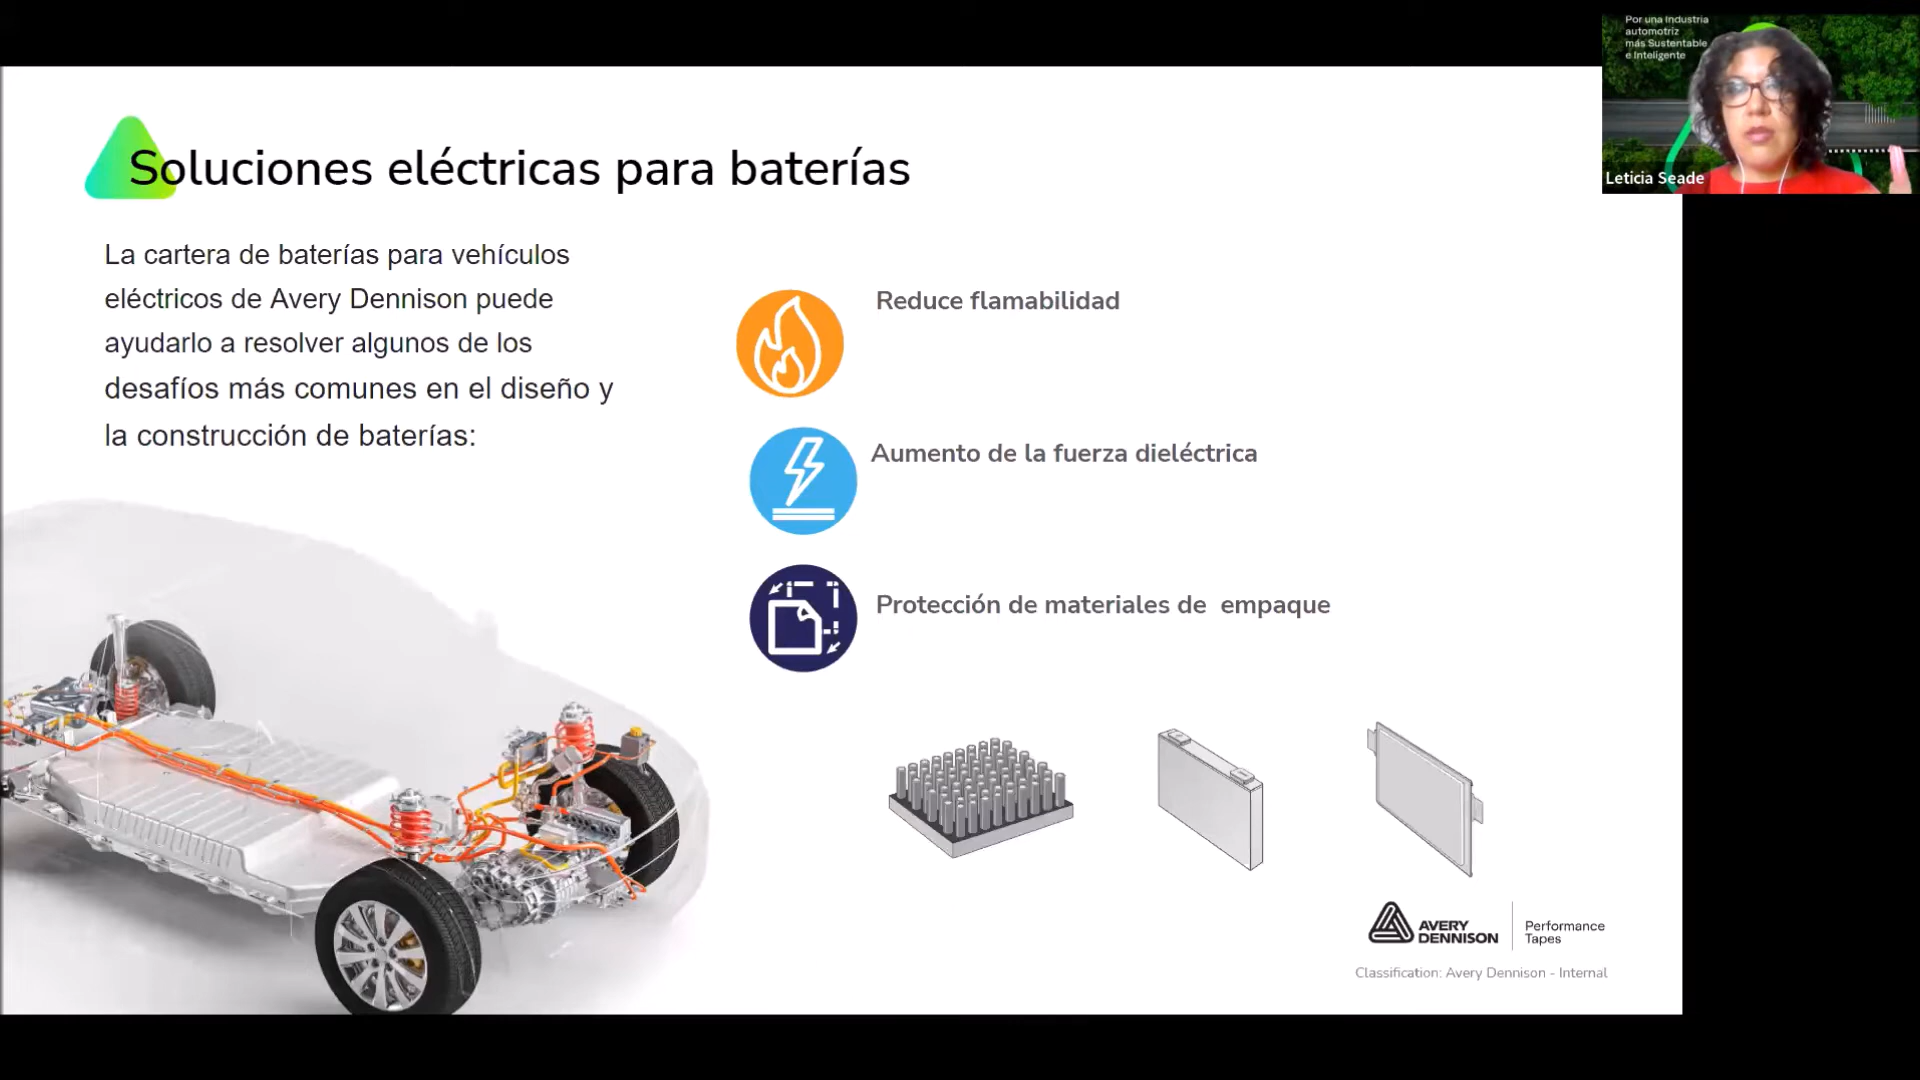 Por una Industria
automotriz
más Sustentable
e Inteligente
Leticia Seade
Soluciones eléctricas para baterías
La cartera de baterías para vehículos
eléctricos de Avery Dennison puede
ayudarlo a resolver algunos de los
desafíos más comunes en el diseño y
la construcción de baterías:
Reduce flamabilidad
Aumento de la fuerza dieléctrica
Protección de materiales de  empaque
AVERY
DENNISON
Performance
Tapes
Classification: Avery Dennison - Internal